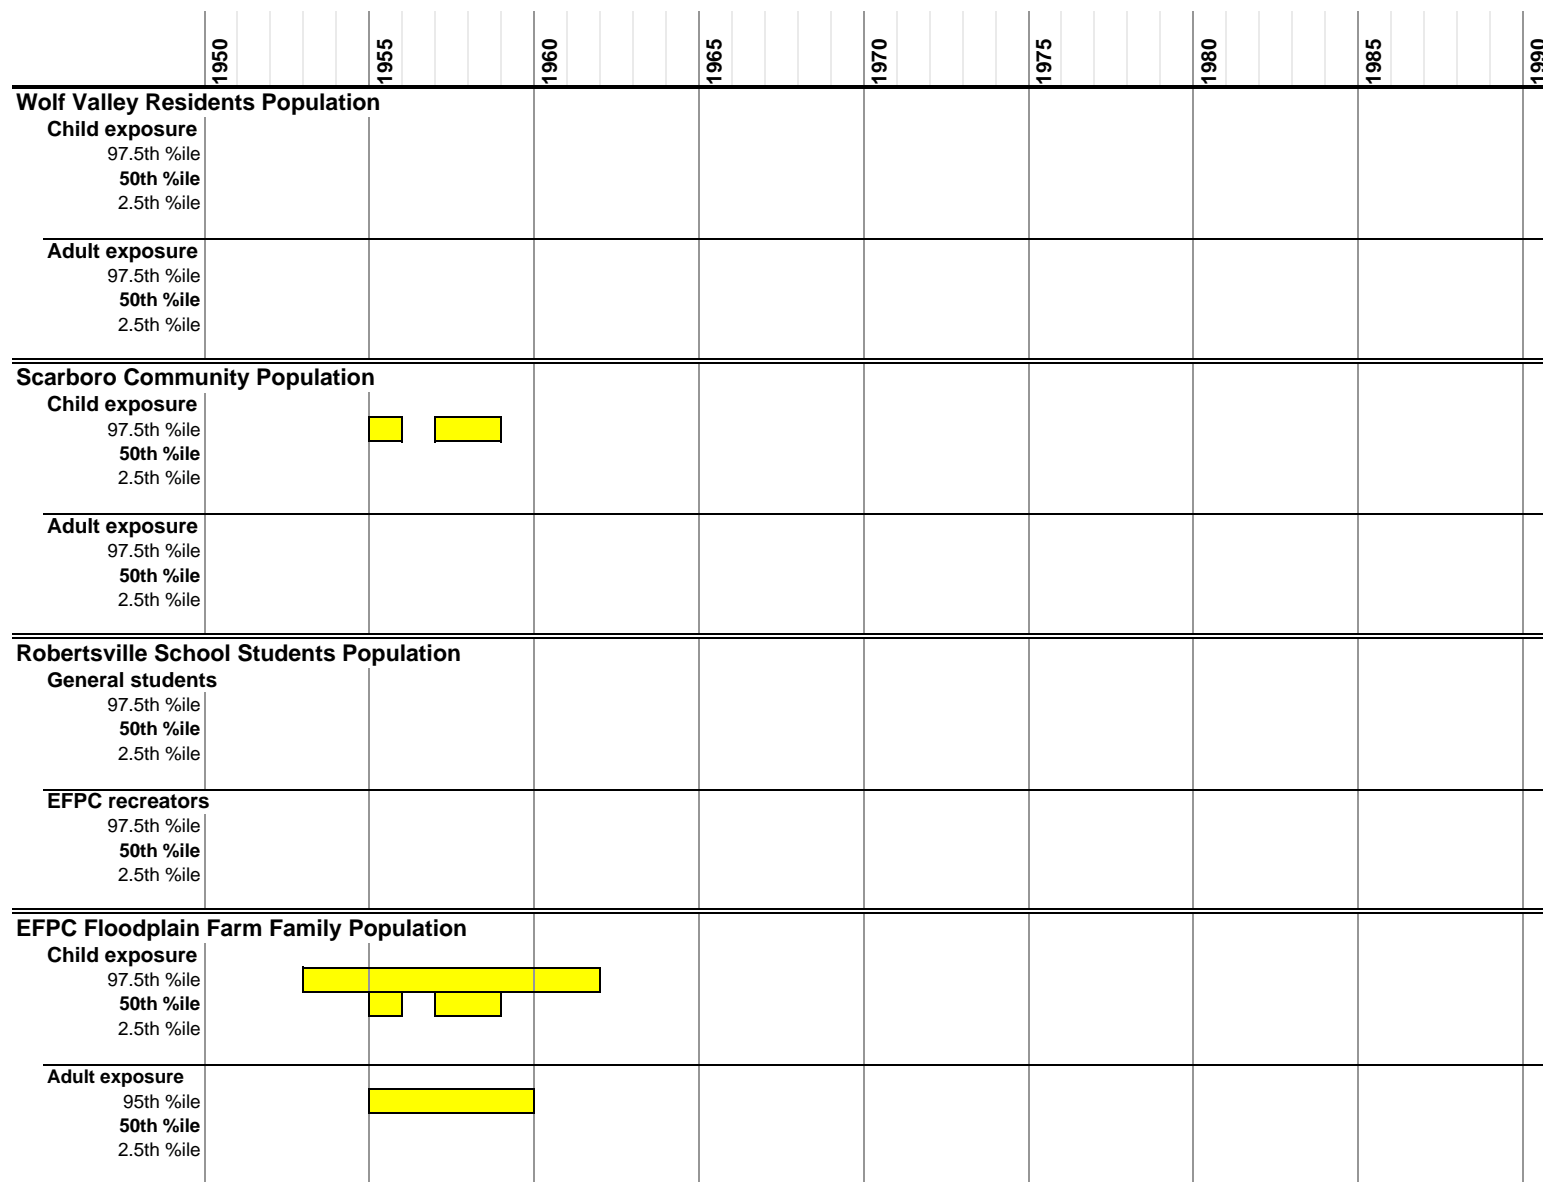 1950 1955 1960 1965 1970 1975 1980 1985 1990
Wolf Valley Residents Population
Child exposure
97.5th %ile
50th %ile
2.5th %ile
Adult exposure
97.5th %ile
50th %ile
2.5th %ile
Scarboro Community Population
Child exposure
97.5th %ile
50th %ile
2.5th %ile
Adult exposure
97.5th %ile
50th %ile
2.5th %ile
Robertsville School Students Population
General students
97.5th %ile
50th %ile
2.5th %ile
EFPC recreators
97.5th %ile
50th %ile
2.5th %ile
EFPC Floodplain Farm Family Population
Child exposure
97.5th %ile
50th %ile
2.5th %ile
Adult exposure
95th %ile
50th %ile
2.5th %ile